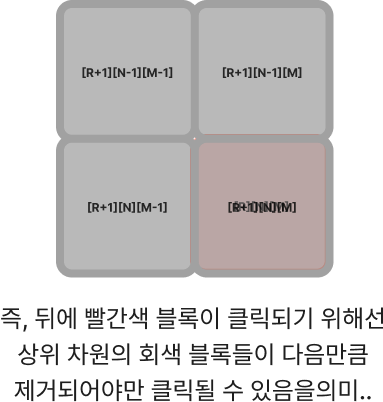 [R+1][N-1][M-1]
[R+1][N-1][M]
[R+1][N][M-1]
[R+1][N][M]
즉, 뒤에 빨간색 블록이 클릭되기 위해선
상위 차원의 회색 블록들이 다음만큼
제거되어야만 클릭될 수 있음을의미..